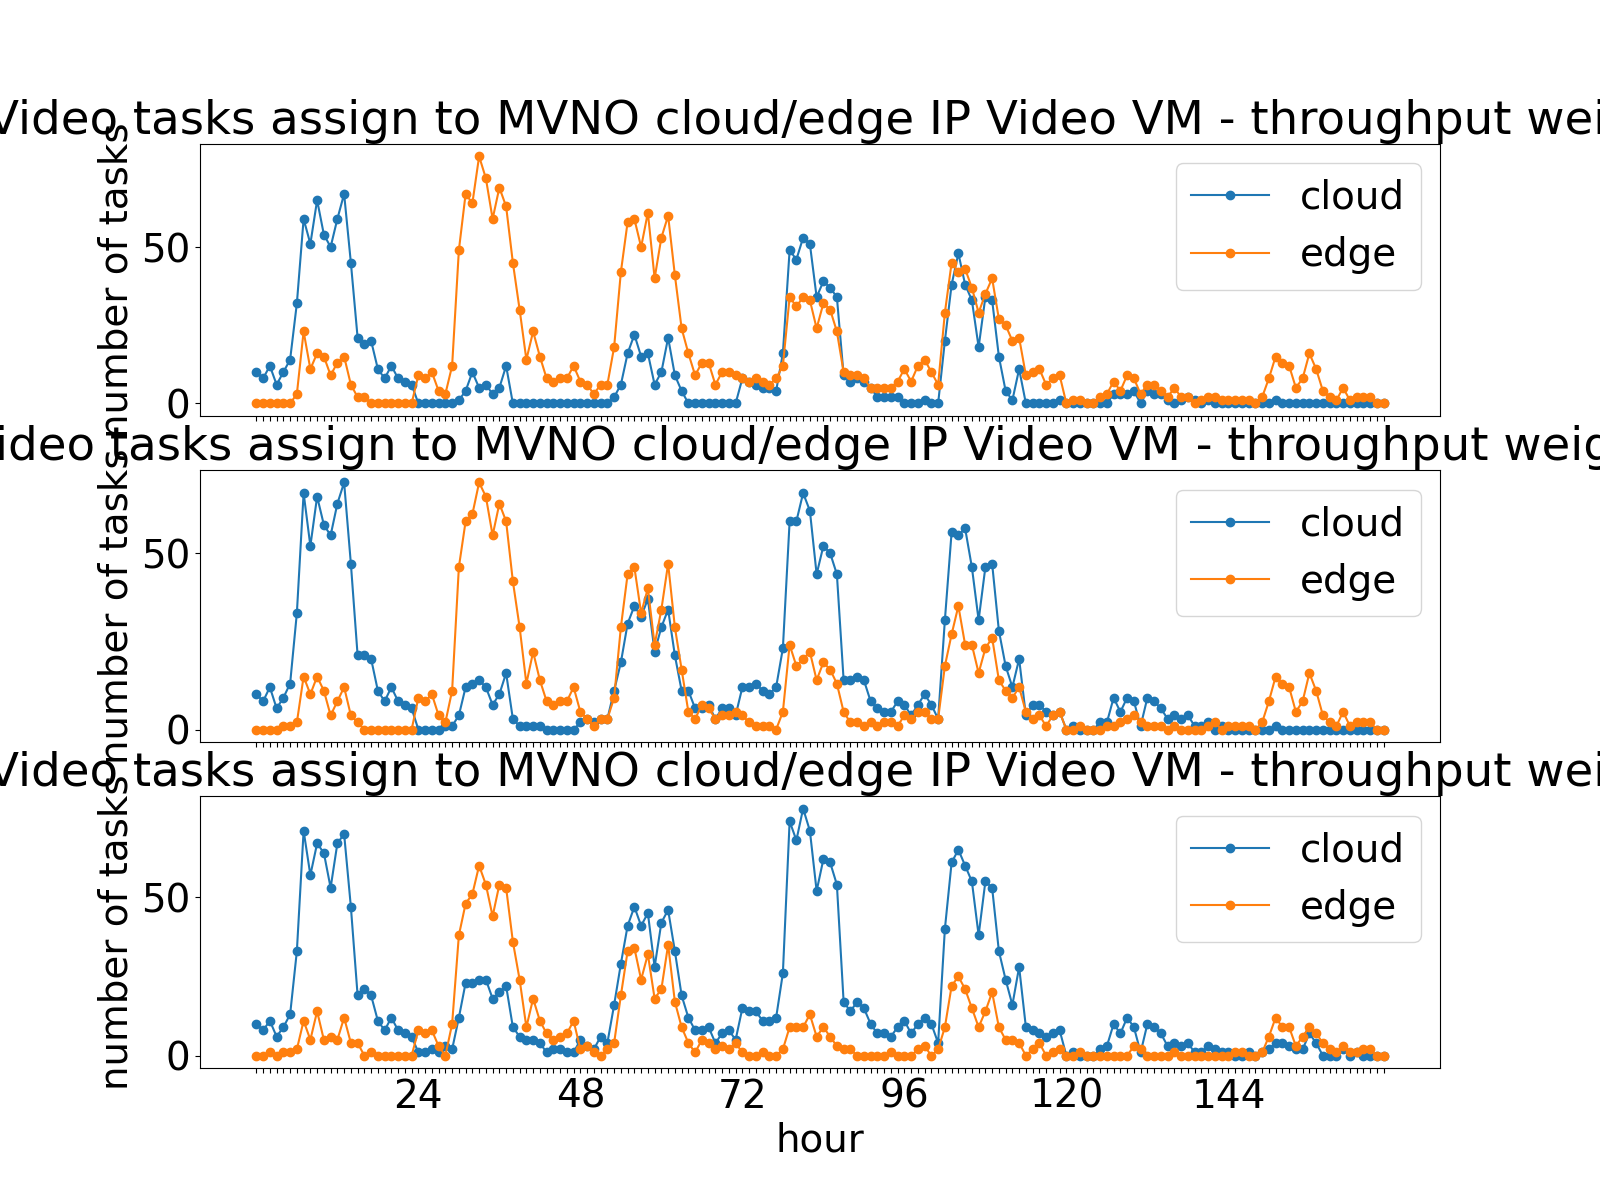 Video tasks assign to MVNO cloud/edge IP Video VM - throughput wei
number of tasks
50
0
cloud
edge
ideo tasks assign to MVNO cloud/edge IP Video VM - throughput weig
number of tasks
50
0
cloud
edge
Video tasks assign to MVNO cloud/edge IP Video VM - throughput wei
number of tasks
50
0
cloud
edge
24 48 72 96 120 144
hour